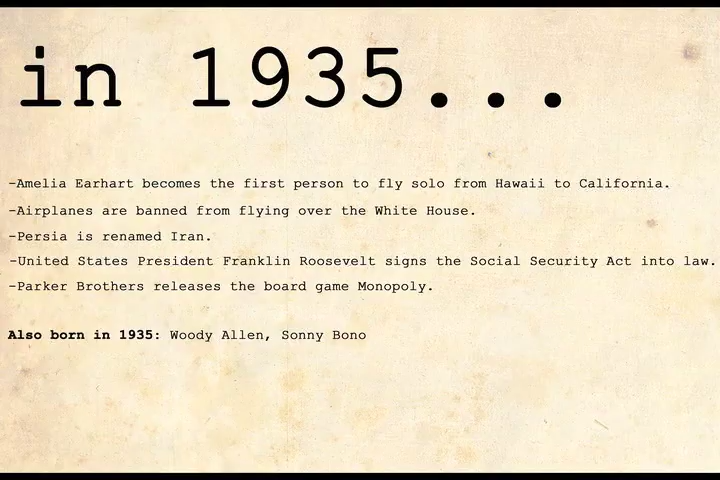 in 1935...
-Amelia Earhart becomes the first person to fly solo from Hawaii to California.
-Airplanes are banned from flying over the White House.
-Persia is renamed Iran.
-United States President Franklin Roosevelt signs the Social Security Act into law.
-Parker Brothers releases the board game Monopoly.
Also born in 1935: Woody Allen, Sonny Bono